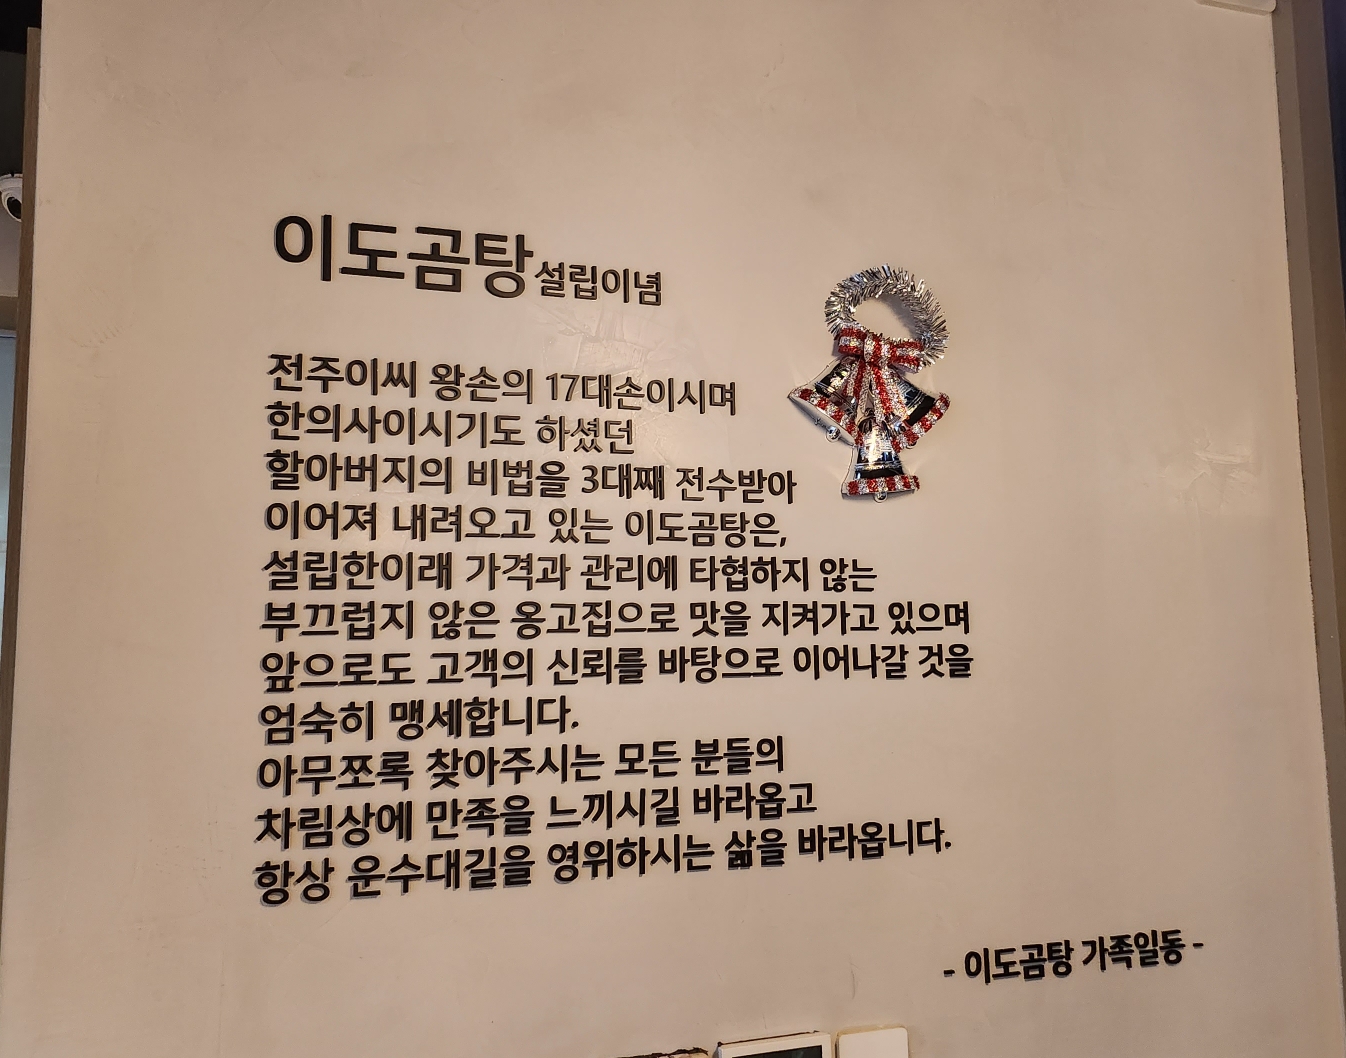 이도곰탕 설립이념
전주이씨 왕손의 17대손이시며
한의사이시기도 하셨던
할아버지의 비법을 3대째 전수받아
이어져 내려오고 있는 이도곰탕은,
설립한이래 가격과 관리에 타협하지 않는
부끄럽지 않은 옹고집으로 맛을 지켜가고 있으며
앞으로도 고객의 신뢰를 바탕으로 이어나갈 것을
엄숙히 맹세합니다.
아무쪼록 찾아주시는 모든 분들의
차림상에 만족을 느끼시길 바라옵고
항상 운수대길을 영위하시는 삶을 바라옵니다.
- 이도곰탕 가족일동 -